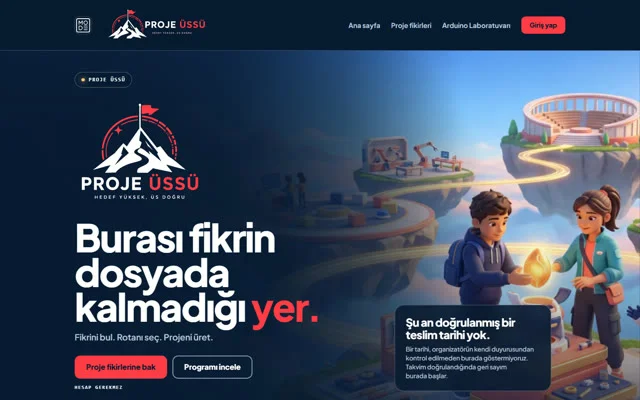 MO
DE
PROJE ÜSSÜ
HEDEF YÜKSEK, ÜS DOĞRU
Ana sayfa
Proje fikirleri
Arduino Laboratuvarı
Giriş yap
PROJE ÜSSÜ
PROJE ÜSSÜ
HEDEF YÜKSEK, ÜS DOĞRU
Burası fikrin
dosyada
kalmadığı yer.
Fikrini bul. Rotanı seç. Projeni üret.
Proje fikirlerine bak
Programı incele
HESAP GEREKMEZ
Şu an doğrulanmış bir
teslim tarihi yok.
Bir tarihi, organizatörün kendi duyurusundan
kontrol edilmeden burada göstermiyoruz.
Takvim doğrulandığında geri sayım
burada başlar.